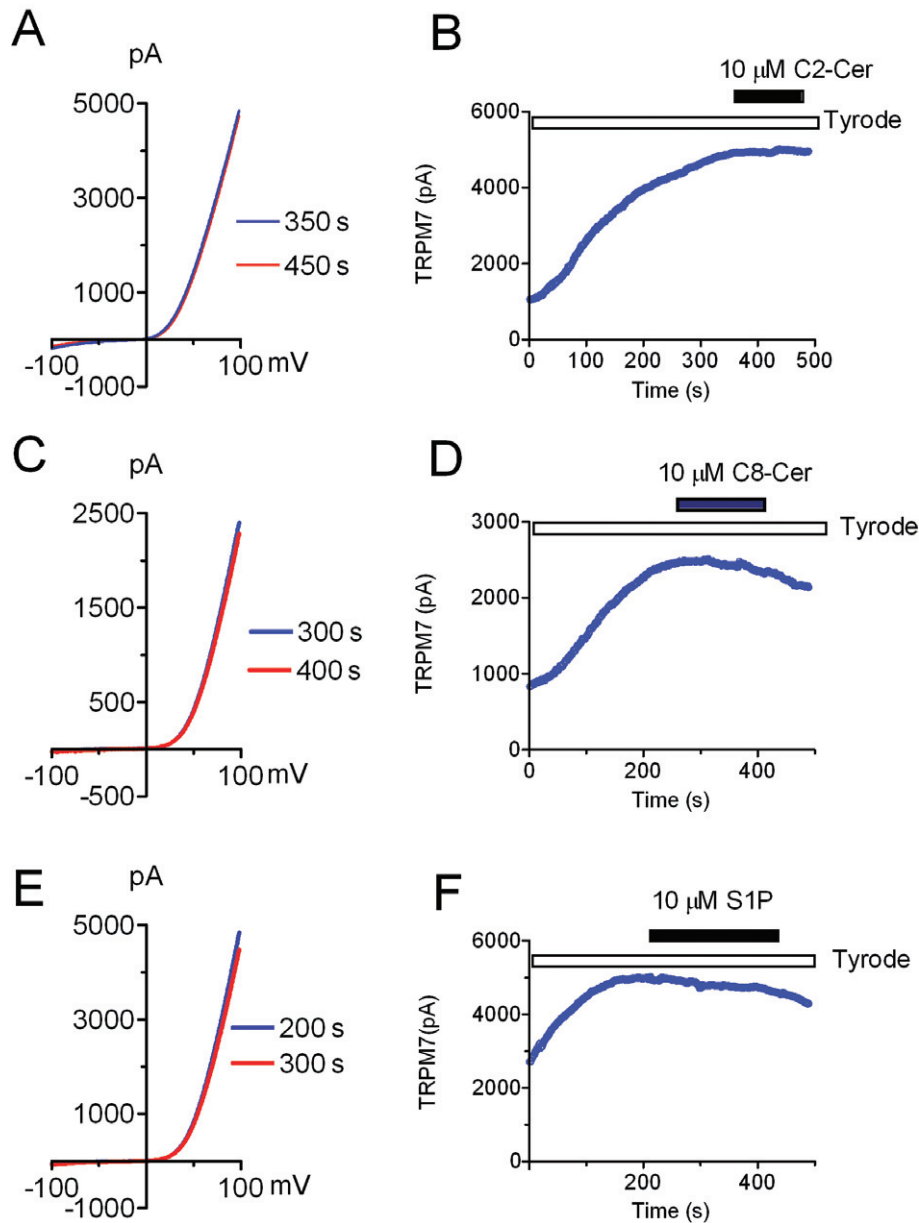 A
pA
5000
3000
1000
-1000
-100
100
mV
350 s
450 s
B
10 μM C2-Cer
Tyrode
6000
4000
2000
0
TRPM7 (pA)
0 100 200 300 400 500
Time (s)
C
pA
2500
1500
500
-500
-100
100
mV
300 s
400 s
D
10 μM C8-Cer
Tyrode
3000
2000
1000
0
TRPM7 (pA)
0 200 400
Time (s)
E
pA
5000
3000
1000
-1000
-100
100
mV
200 s
300 s
F
10 μM S1P
Tyrode
6000
4000
2000
0
TRPM7(pA)
200 400
Time (s)